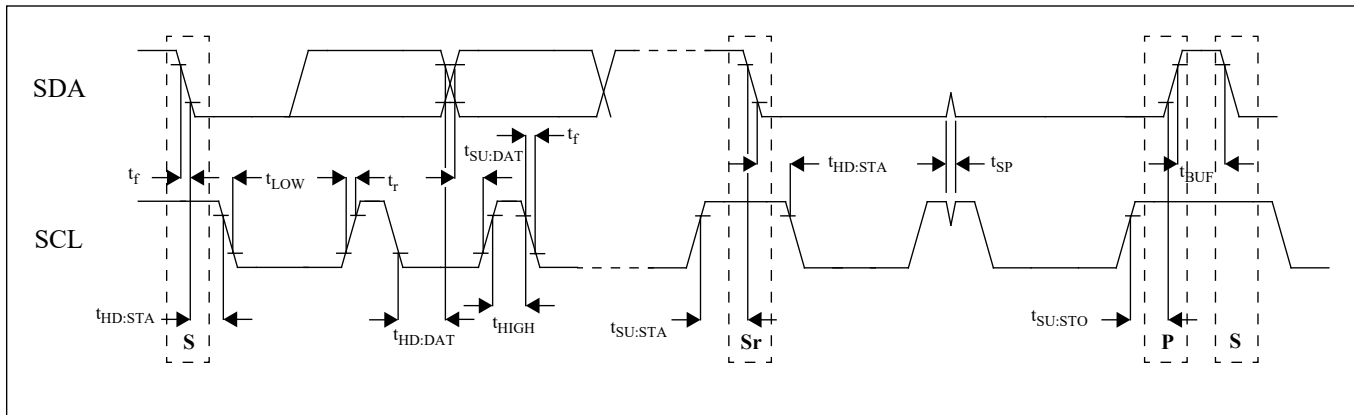 SDA
t_f
t_SU:DAT
t_f
t_LOW
t_r
t_HD:STA
t_SP
t_BUF
SCL
t_HD:STA
t_HD:DAT
t_HIGH
t_SU:STA
t_SU:STO
S
Sr
P
S